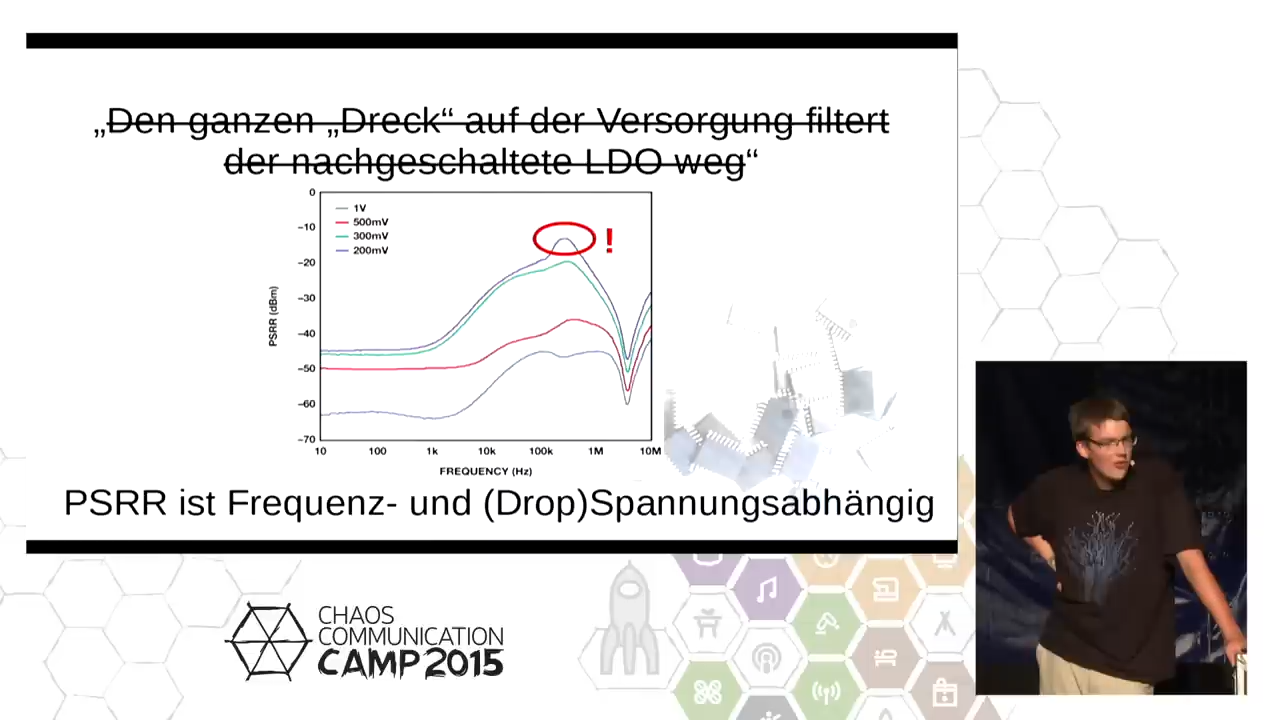 „Den ganzen „Dreck“ auf der Versorgung filtert
der nachgeschaltete LDO weg“
0
1V
500mV
300mV
200mV
!
−10
−20
−30
−40
−50
−60
−70
PSRR (dBm)
10 100 1k 10k 100k 1M 10M
FREQUENCY (Hz)
PSRR ist Frequenz- und (Drop)Spannungsabhängig
CHAOS
COMMUNICATION
CAMP 2015